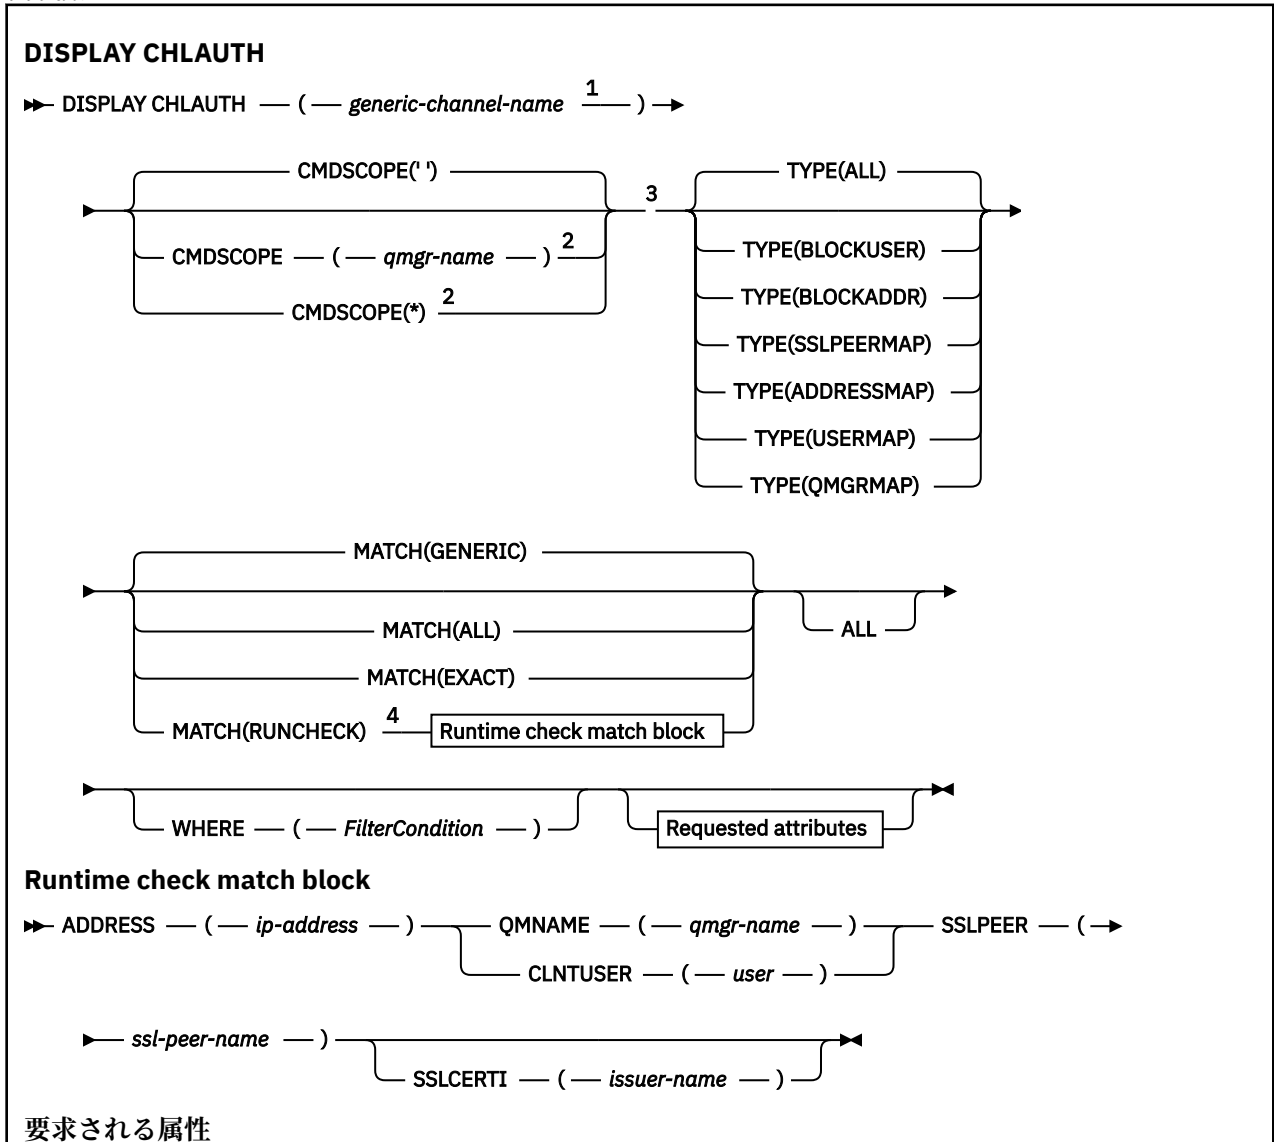 DISPLAY CHLAUTH
DISPLAY CHLAUTH ( generic-channel-name 1 )
CMDSCOPE(' ')
CMDSCOPE ( qmgr-name ) 2
CMDSCOPE(*) 2
3
TYPE(ALL)
TYPE(BLOCKUSER)
TYPE(BLOCKADDR)
TYPE(SSLPEERMAP)
TYPE(ADDRESSMAP)
TYPE(USERMAP)
TYPE(QMGRMAP)
MATCH(GENERIC)
MATCH(ALL)
MATCH(EXACT)
MATCH(RUNCHECK) 4 Runtime check match block
ALL
WHERE ( FilterCondition )
Requested attributes
Runtime check match block
ADDRESS ( ip-address ) QMNAME ( qmgr-name ) SSLPEER (
CLNTUSER ( user )
ssl-peer-name )
SSLCERTI ( issuer-name )
要求される属性